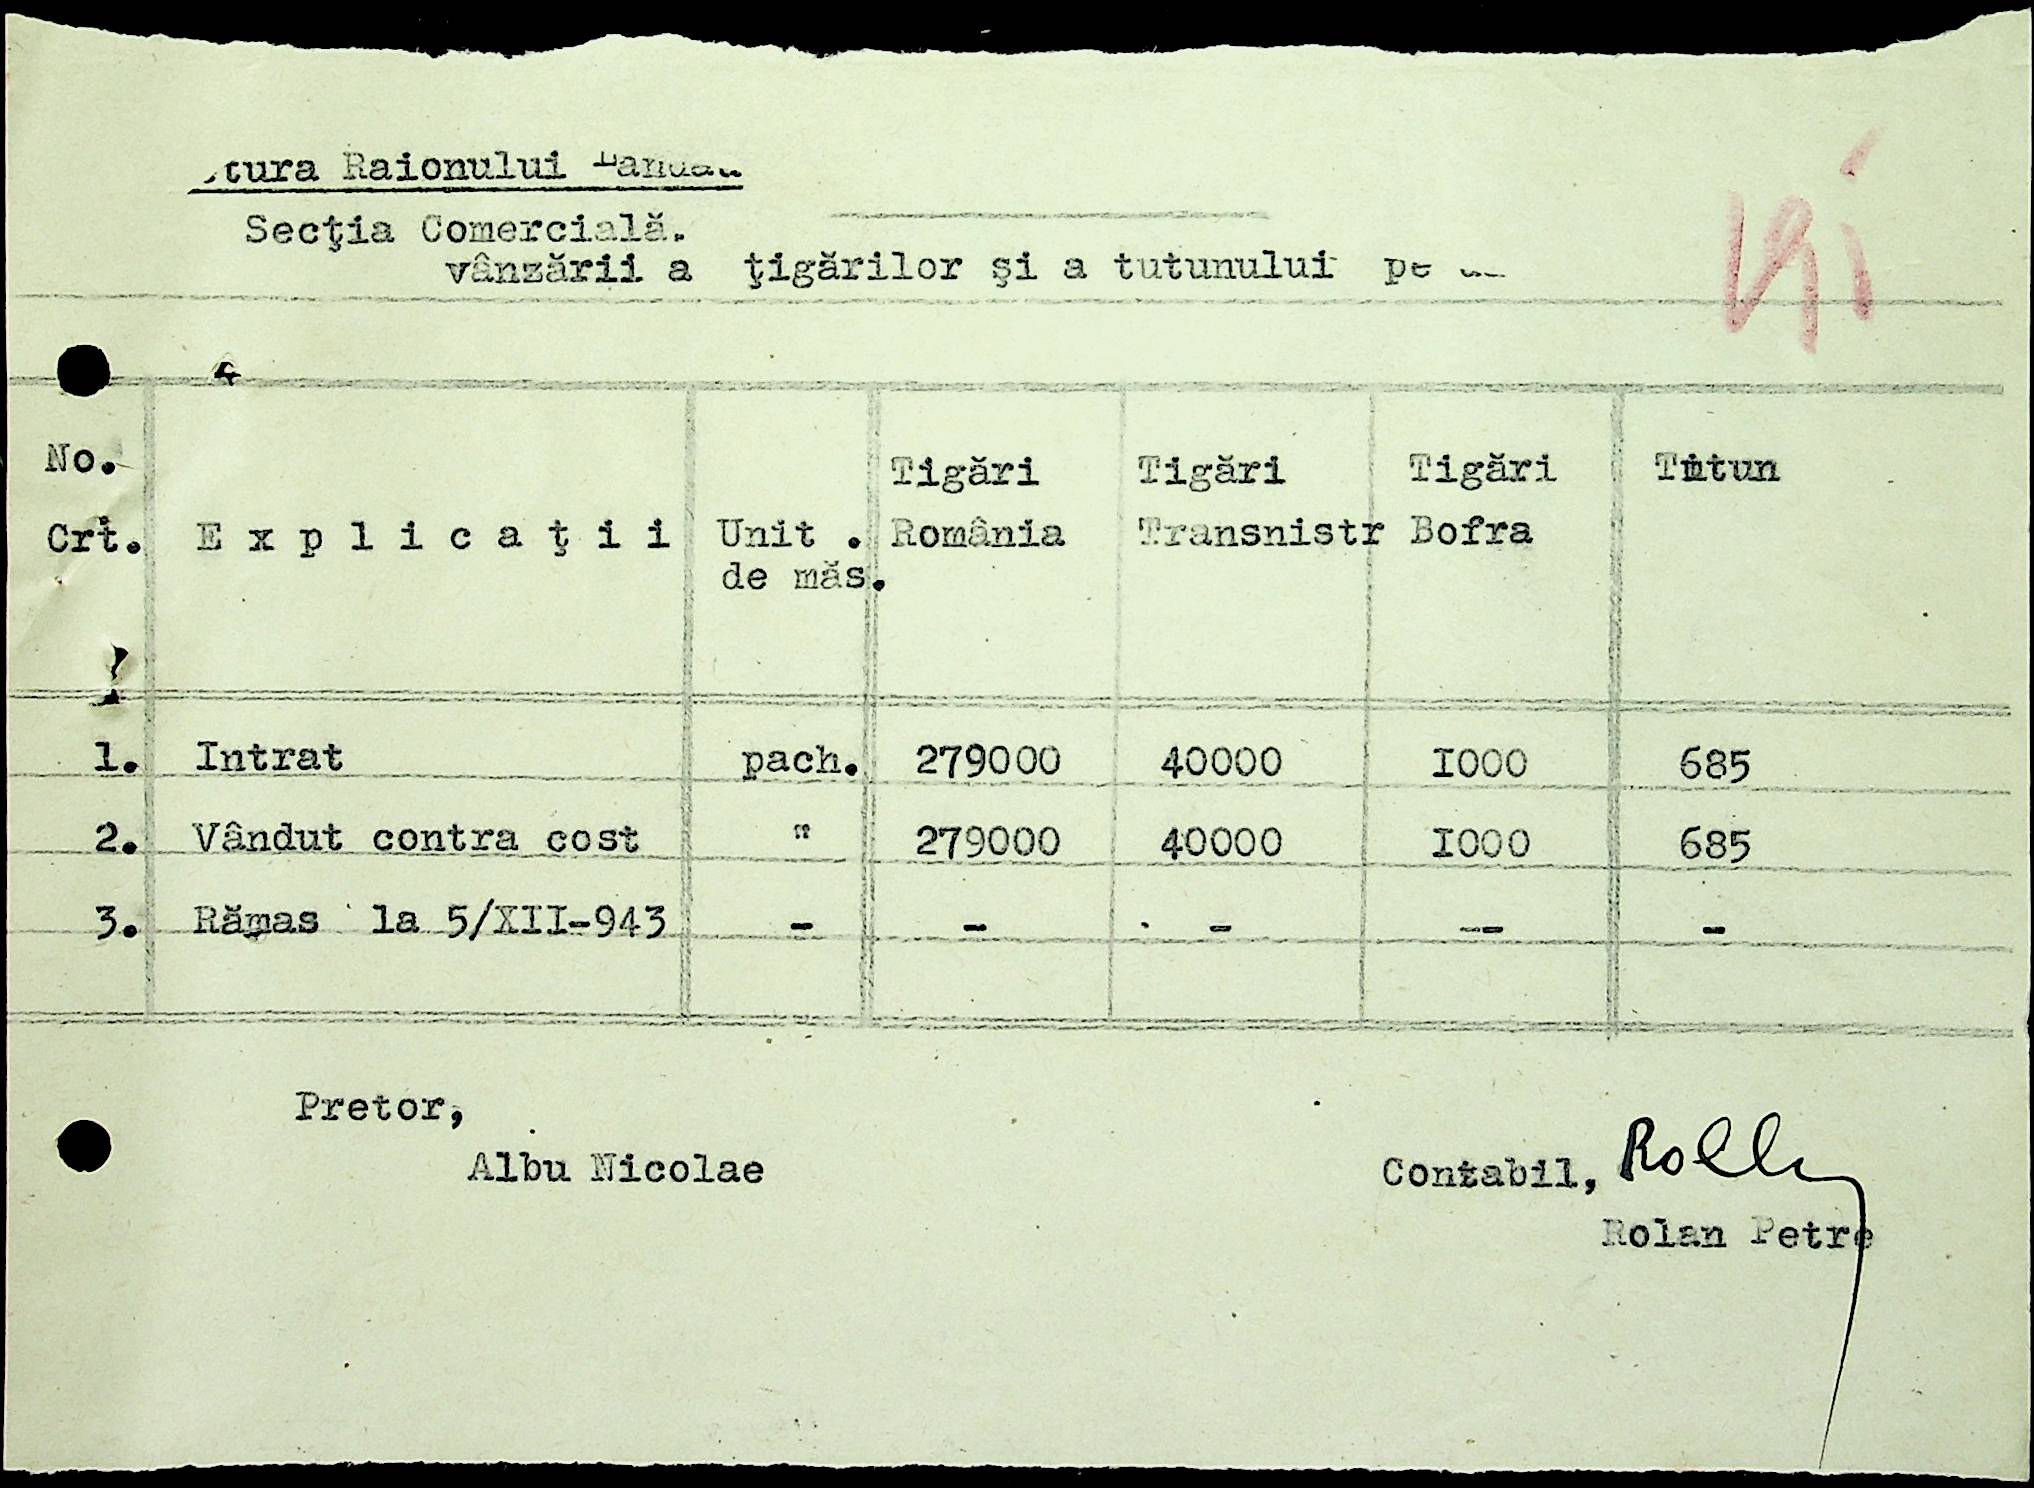 tura Raionului
Secţia Comercială.
vânzării a ţigărilor şi a tutunului pe
No. Crt. E x p l i c a ţ i i Unit . de măs. Tigări România Tigări Transnistr Tigări Bofra Tutun
1. Intrat pach. 279000 40000 I000 685
2. Vândut contra cost " 279000 40000 I000 685
3. Rămas la 5/XII-943 - - - -- -
Pretor,
Albu Nicolae
Contabil,
Rolan Petre